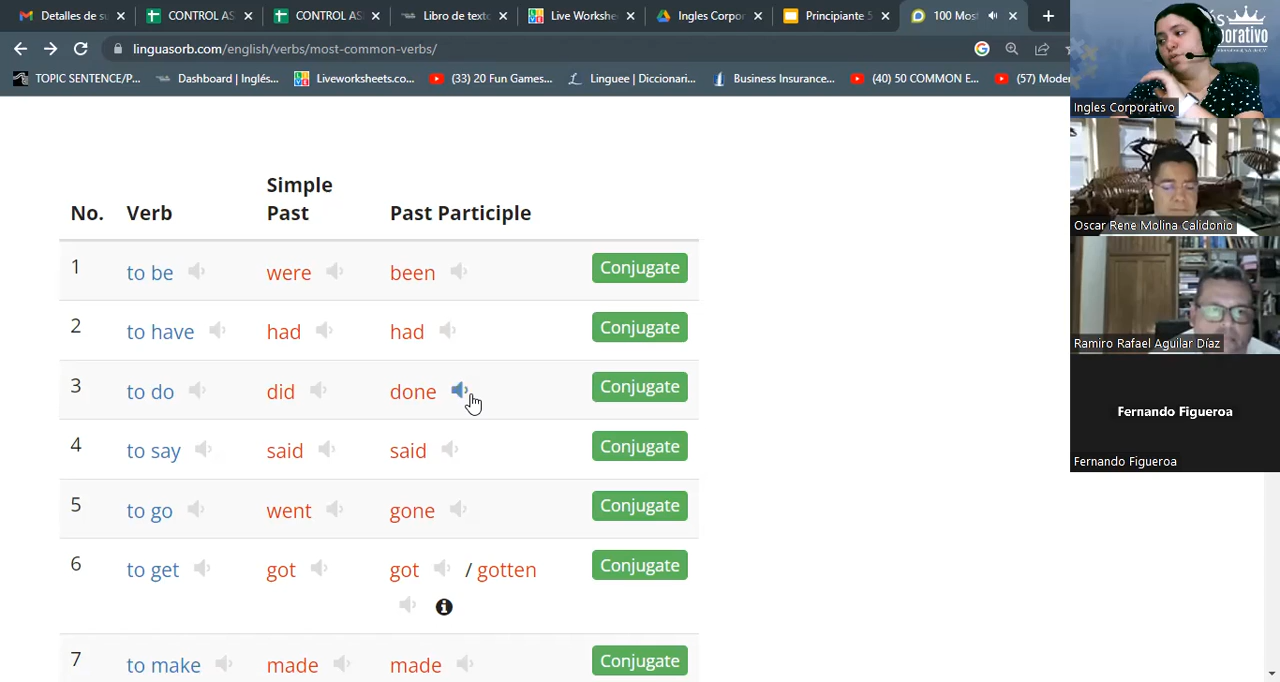 Detalles de su
CONTROL AS
CONTROL AS
Libro de texto
Live Workshe
Ingles Corpor
Principiante 5
100 Mos
linguasorb.com/english/verbs/most-common-verbs/
TOPIC SENTENCE/P...
Dashboard | Inglés...
Liveworksheets.co...
(33) 20 Fun Games...
Linguee | Diccionari...
Business Insurance...
(40) 50 COMMON E...
(57) Mode
Simple
No. Verb Past Past Participle
1 to be were been Conjugate
2 to have had had Conjugate
3 to do did done Conjugate
4 to say said said Conjugate
5 to go went gone Conjugate
6 to get got got / gotten Conjugate
7 to make made made Conjugate
Ingles Corporativo
Oscar Rene Molina Calidonio
Ramiro Rafael Aguilar Díaz
Fernando Figueroa
Fernando Figueroa